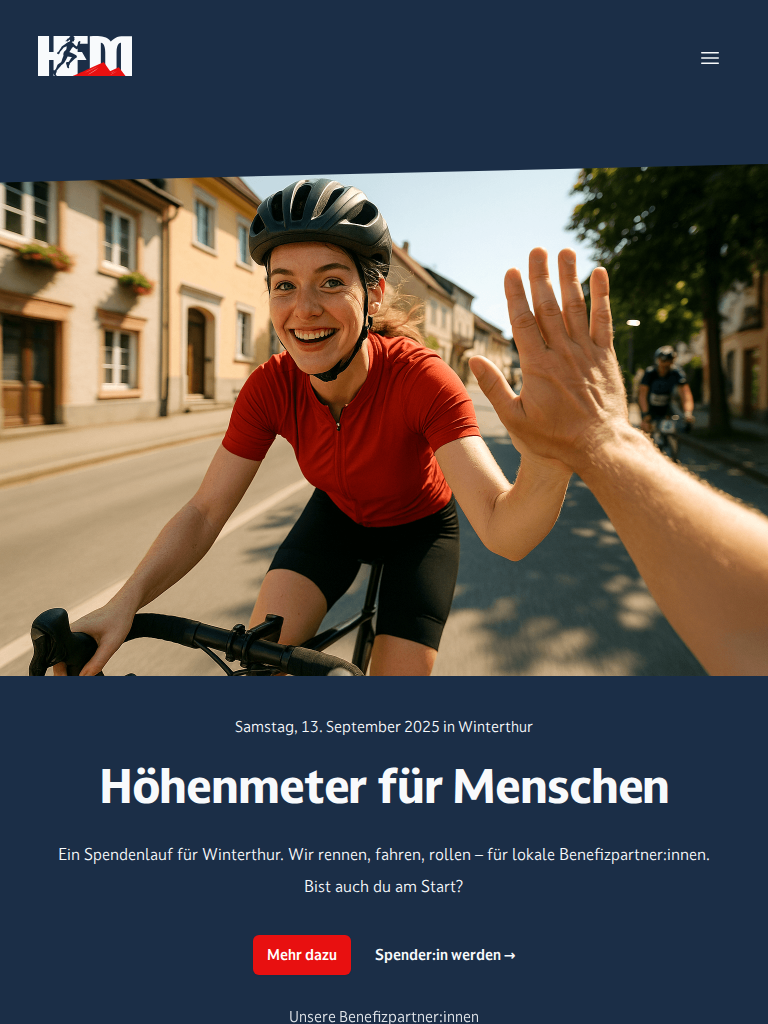 HFM
Samstag, 13. September 2025 in Winterthur
Höhenmeter für Menschen
Ein Spendenlauf für Winterthur. Wir rennen, fahren, rollen – für lokale Benefizpartner:innen.
Bist auch du am Start?
Mehr dazu
Spender:in werden →
Unsere Benefizpartner:innen